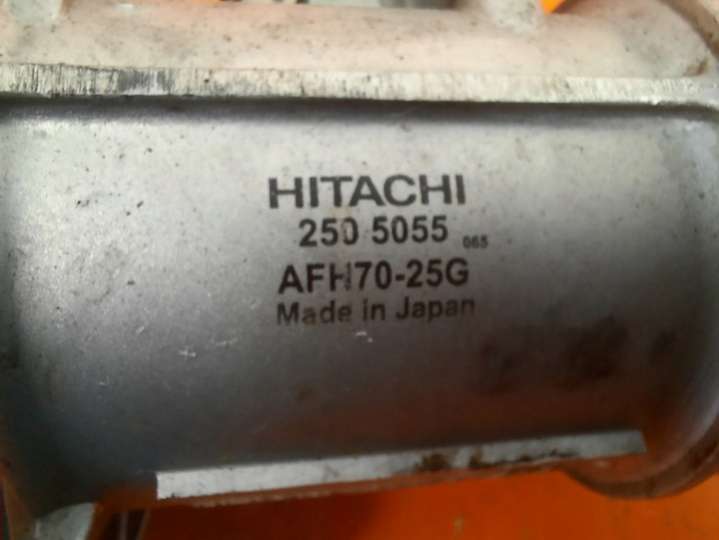 HITACHI
250 5055 065
AFH70-25G
Made in Japan